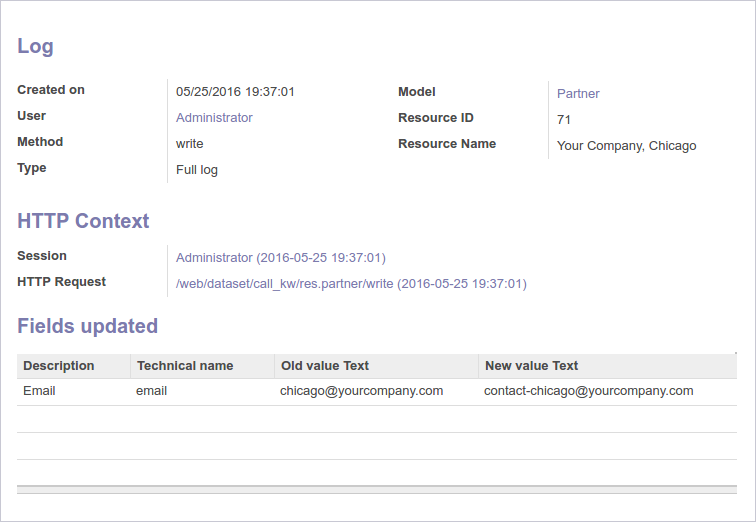 Log
Created on 05/25/2016 19:37:01 Model Partner
User Administrator Resource ID 71
Method write Resource Name Your Company, Chicago
Type Full log
HTTP Context
Session Administrator (2016-05-25 19:37:01)
HTTP Request /web/dataset/call_kw/res.partner/write (2016-05-25 19:37:01)
Fields updated
Description Technical name Old value Text New value Text
Email email chicago@yourcompany.com contact-chicago@yourcompany.com